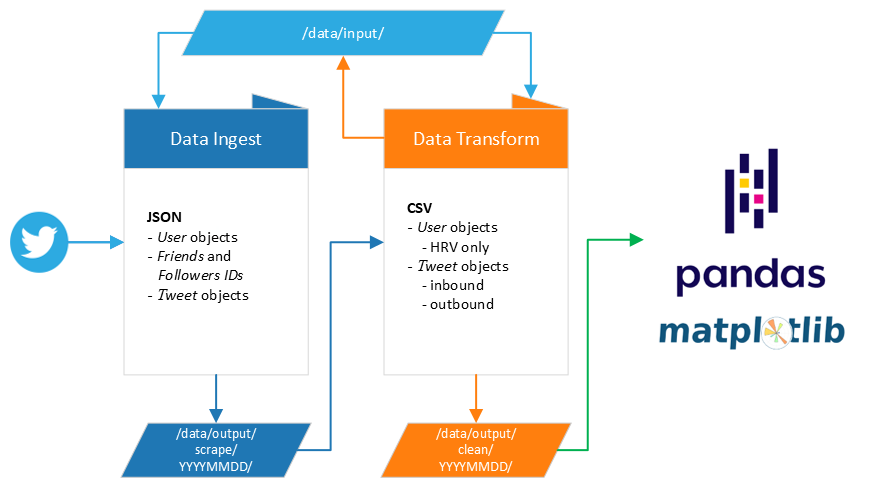 /data/input/
Data Ingest
JSON
- User objects
- Friends and
Followers IDs
- Tweet objects
/data/output/
scrape/
YYYYMMDD/
Data Transform
CSV
- User objects
- HRV only
- Tweet objects
- inbound
- outbound
/data/output/
clean/
YYYYMMDD/
pandas
matplotlib